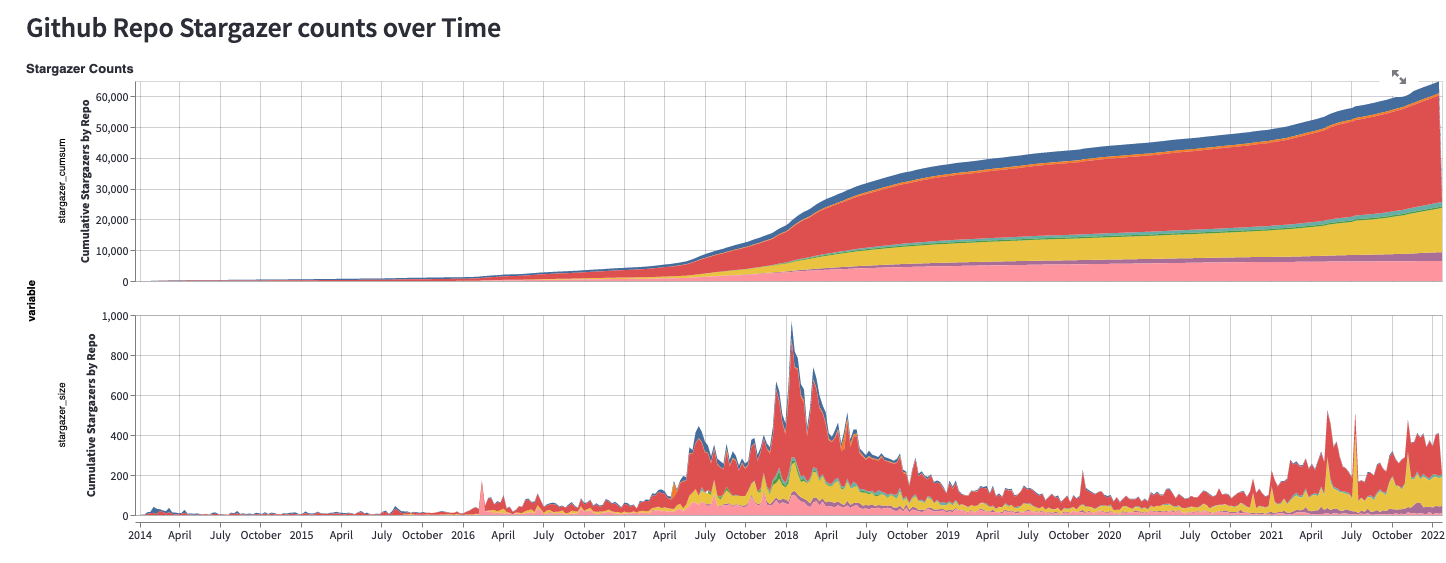 Github Repo Stargazer counts over Time
Stargazer Counts
variable
stargazer_cumsum
Cumulative Stargazers by Repo
60,000
50,000
40,000
30,000
20,000
10,000
0
stargazer_size
Cumulative Stargazers by Repo
1,000
800
600
400
200
0
2014 April July October 2015 April July October 2016 April July October 2017 April July October 2018 April July October 2019 April July October 2020 April July October 2021 April July October 2022